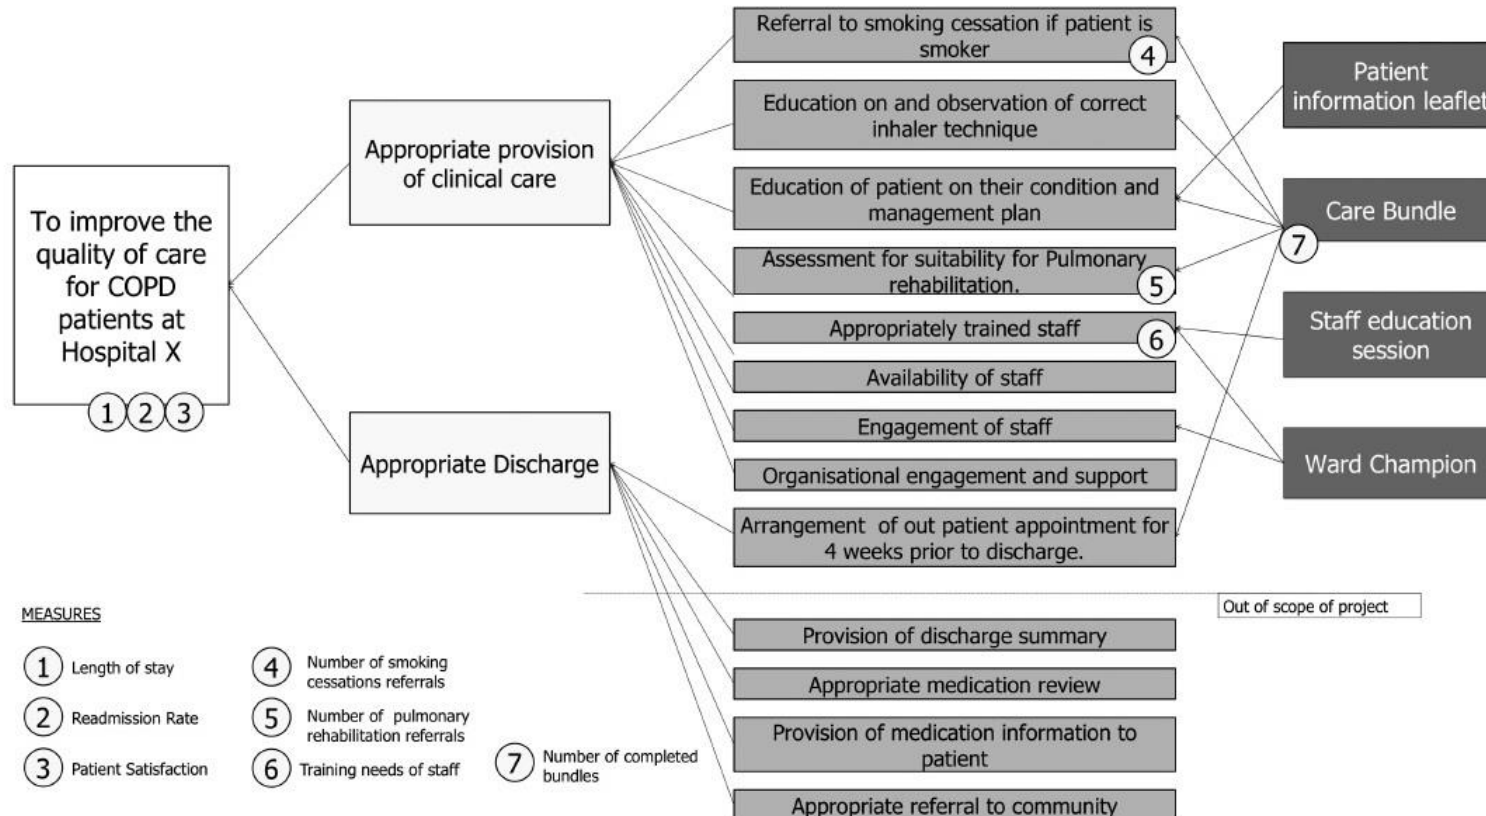 To improve the
quality of care
for COPD
patients at
Hospital X
1 2 3
Appropriate provision
of clinical care
Appropriate Discharge
Referral to smoking cessation if patient is
smoker
4
Education on and observation of correct
inhaler technique
Education of patient on their condition and
management plan
Assessment for suitability for Pulmonary
rehabilitation.
5
Appropriately trained staff
6
Availability of staff
Engagement of staff
Organisational engagement and support
Arrangement of out patient appointment for
4 weeks prior to discharge.
Patient
information leaflet
Care Bundle
7
Staff education
session
Ward Champion
Out of scope of project
Provision of discharge summary
Appropriate medication review
Provision of medication information to
patient
Appropriate referral to community
MEASURES
1 Length of stay
2 Readmission Rate
3 Patient Satisfaction
4 Number of smoking
cessations referrals
5 Number of pulmonary
rehabilitation referrals
6 Training needs of staff
7 Number of completed
bundles